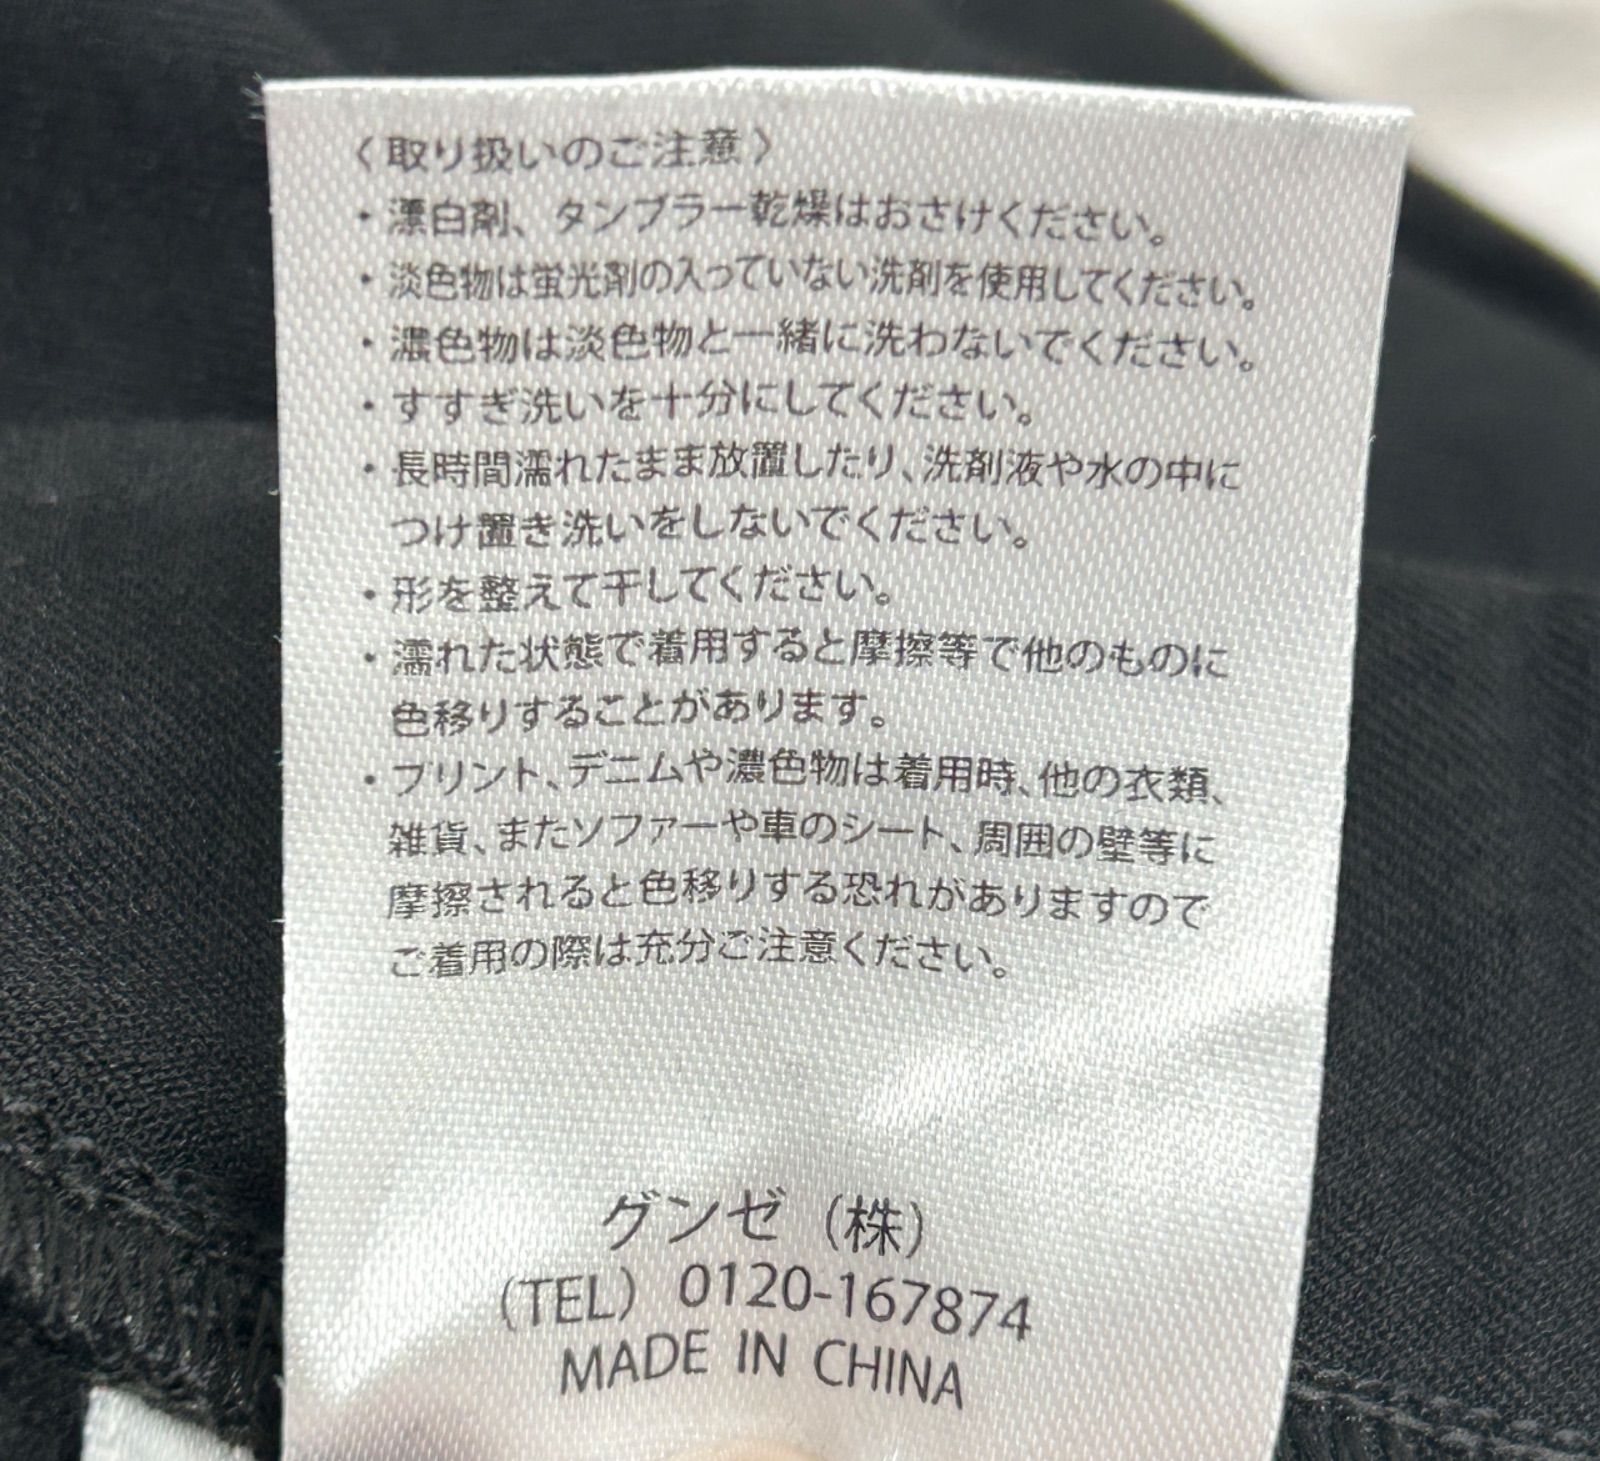 〈取り扱いのご注意〉
・漂白剤、タンブラー乾燥はおさけください。
・淡色物は蛍光剤の入っていない洗剤を使用してください。
・濃色物は淡色物と一緒に洗わないでください。
・すすぎ洗いを十分にしてください。
・長時間濡れたまま放置したり、洗剤液や水の中に
つけ置き洗いをしないでください。
・形を整えて干してください。
・濡れた状態で着用すると摩擦等で他のものに
色移りすることがあります。
・プリント、デニムや濃色物は着用時、他の衣類、
雑貨、またソファーや車のシート、周囲の壁等に
摩擦されると色移りする恐れがありますので
ご着用の際は充分ご注意ください。
グンゼ（株）
（TEL）0120-167874
MADE IN CHINA